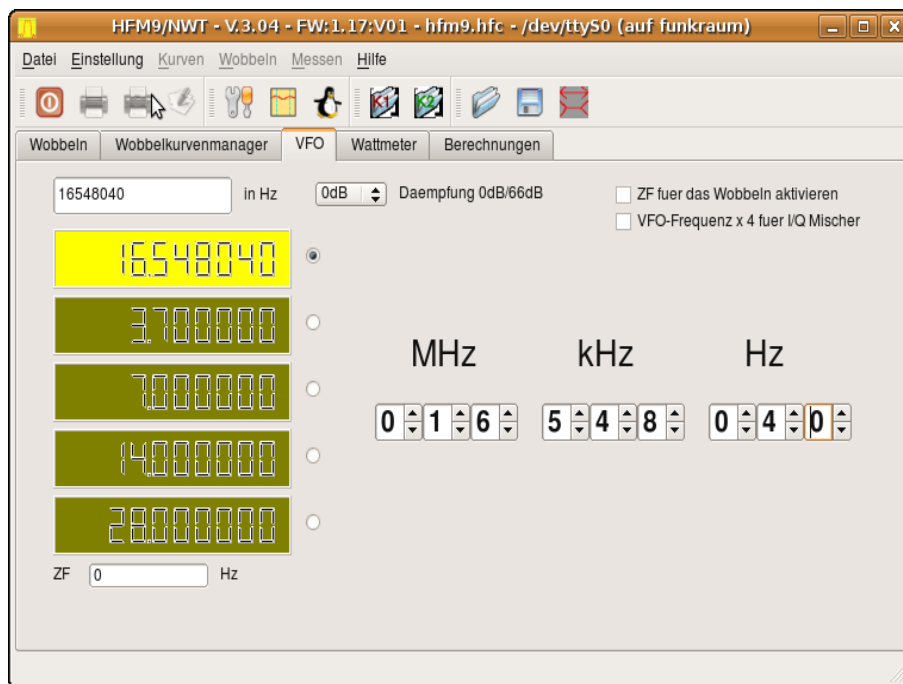 HFM9/NWT - V.3.04 - FW:1.17:V01 - hfm9.hfc - /dev/ttyS0 (auf funkraum)
Datei Einstellung Kurven Wobbeln Messen Hilfe
K1 K2
Wobbeln Wobbelkurvenmanager VFO Wattmeter Berechnungen
16548040 in Hz 0dB Daempfung 0dB/66dB ZF fuer das Wobbeln aktivieren
VFO-Frequenz x 4 fuer I/Q Mischer
16.548040
3.700000
MHz kHz Hz
7.000000
0 1 6 5 4 8 0 4 0
14.000000
28.000000
ZF 0 Hz